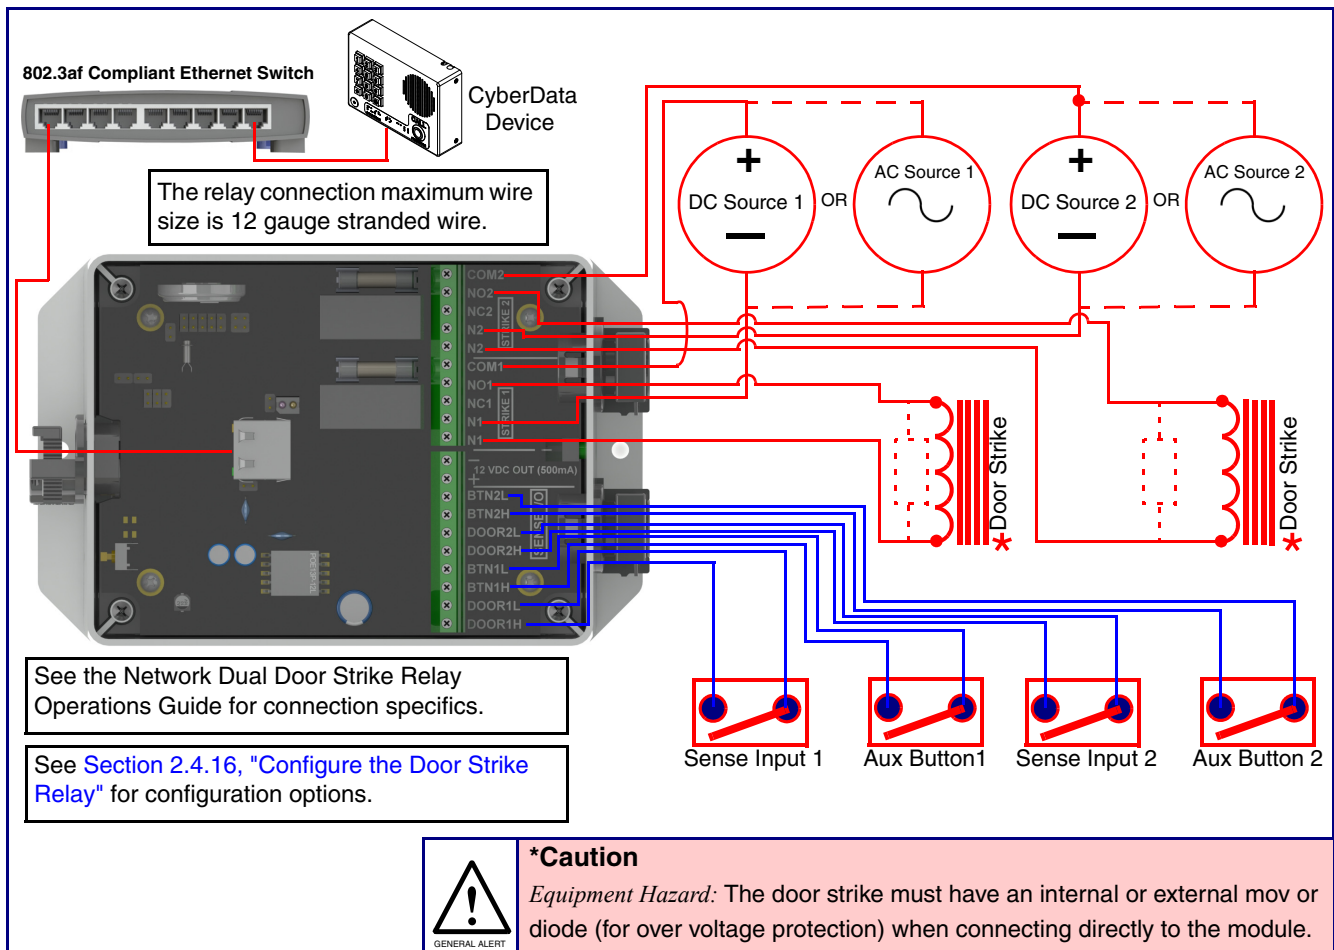 802.3af Compliant Ethernet Switch
CyberData
Device
The relay connection maximum wire
size is 12 gauge stranded wire.
+
DC Source 1
OR
AC Source 1
+
DC Source 2
OR
AC Source 2
COM2
NO2
NC2
N2
N2
STRIKE 2
COM1
NO1
NC1
N1
N1
STRIKE 1
−
+
12 VDC OUT (500mA)
BTN2L
BTN2H
DOOR2L
DOOR2H
BTN1L
BTN1H
DOOR1L
DOOR1H
POE13P-12L
*Door Strike
*Door Strike
Sense Input 1
Aux Button1
Sense Input 2
Aux Button 2
See the Network Dual Door Strike Relay
Operations Guide for connection specifics.
See Section 2.4.16, "Configure the Door Strike
Relay" for configuration options.
GENERAL ALERT
*Caution
Equipment Hazard: The door strike must have an internal or external mov or
diode (for over voltage protection) when connecting directly to the module.